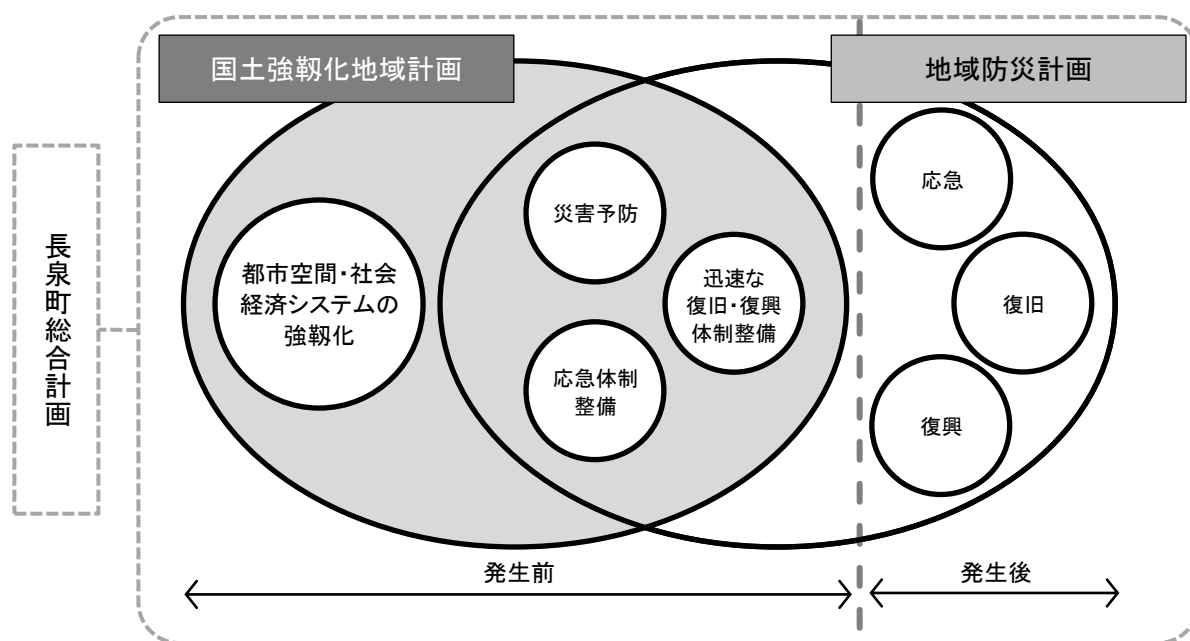 国土強靱化地域計画
地域防災計画
長泉町総合計画
都市空間・社会
経済システムの
強靱化
災害予防
迅速な
復旧・復興
体制整備
応急体制
整備
応急
復旧
復興
発生前
発生後